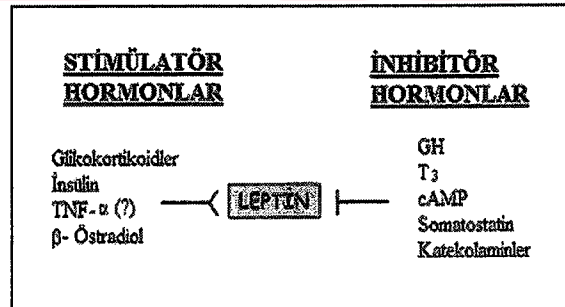 STİMÜLATÖR
HORMONLAR
Glikokortikoidler
İnsülin
TNF- α (?)
β- Östradiol
LEPTİN
İNHİBİTÖR
HORMONLAR
GH
T3
cAMP
Somatostatin
Katekolaminler